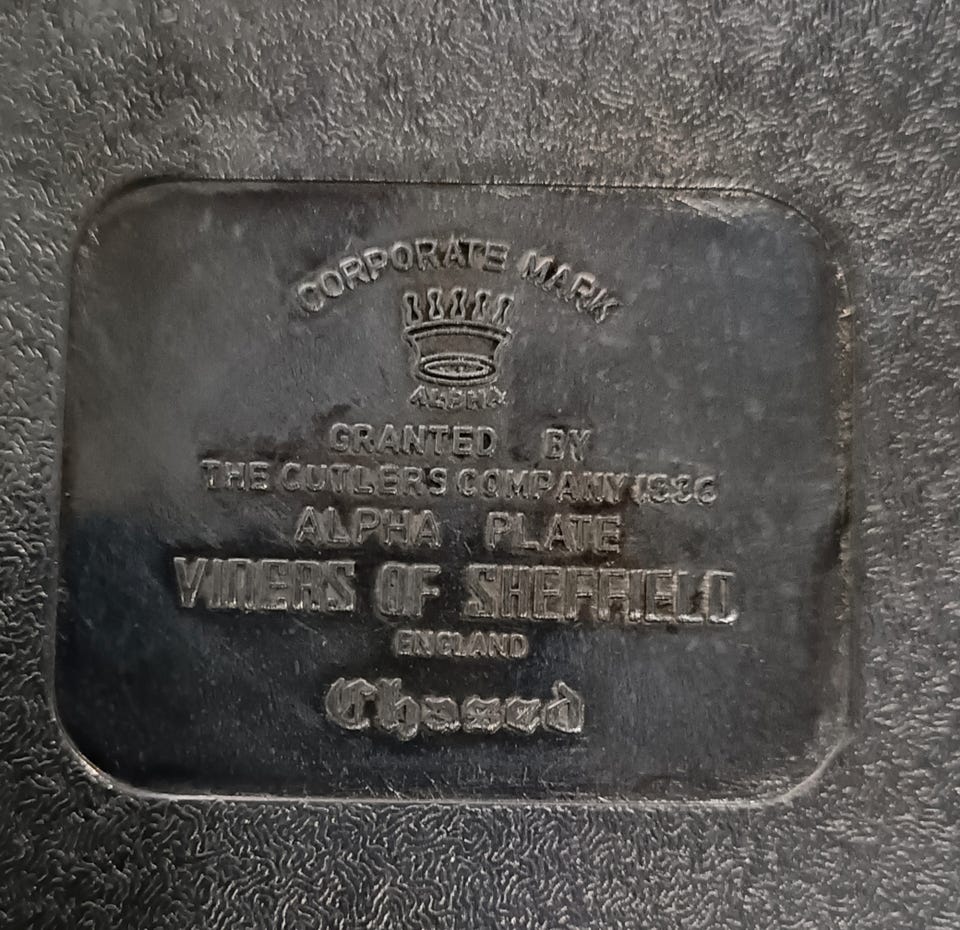 CORPORATE MARK
ALPHA
GRANTED BY
THE CUTLERS COMPANY 1936
ALPHA PLATE
VINERS OF SHEFFIELD
ENGLAND
Chased